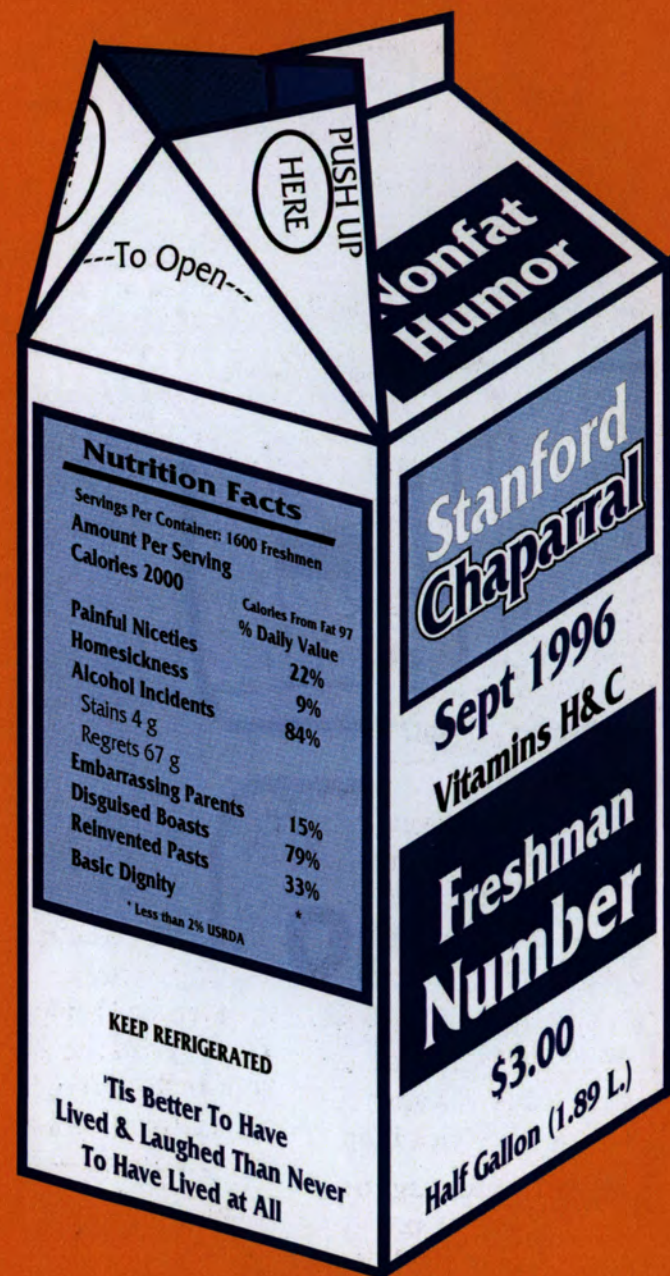 PUSH UP
HERE
---To Open---
Nonfat
Humor
Nutrition Facts
Servings Per Container: 1600 Freshmen
Amount Per Serving
Calories 2000 Calories From Fat 97
% Daily Value
Painful Niceties 22%
Homesickness 9%
Alcohol Incidents 84%
Stains 4 g
Regrets 67 g
Embarrassing Parents 15%
Disguised Boasts 79%
Reinvented Pasts 33%
Basic Dignity *
* Less than 2% USRDA
KEEP REFRIGERATED
'Tis Better To Have
Lived & Laughed Than Never
To Have Lived at All
Stanford
Chaparral
Sept 1996
Vitamins H&C
Freshman
Number
$3.00
Half Gallon (1.89 L.)